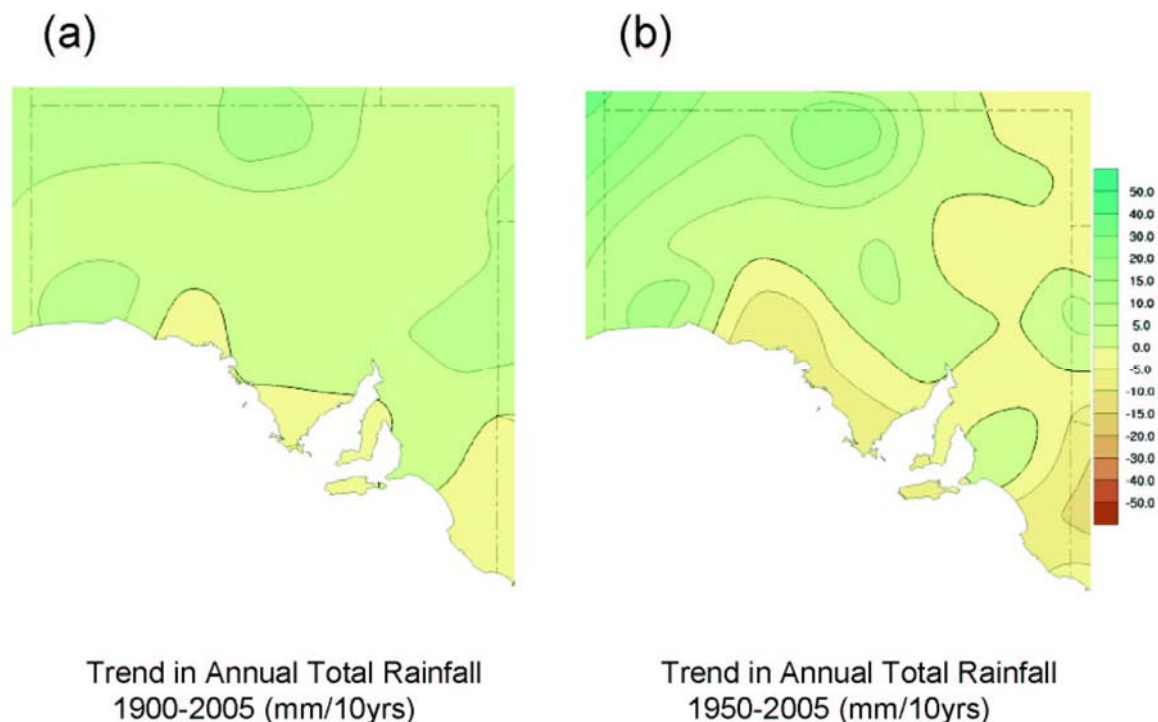 (a)
(b)
50.0
40.0
30.0
20.0
15.0
10.0
5.0
0.0
-5.0
-10.0
-15.0
-20.0
-30.0
-40.0
-50.0
Trend in Annual Total Rainfall
1900-2005 (mm/10yrs)
Trend in Annual Total Rainfall
1950-2005 (mm/10yrs)